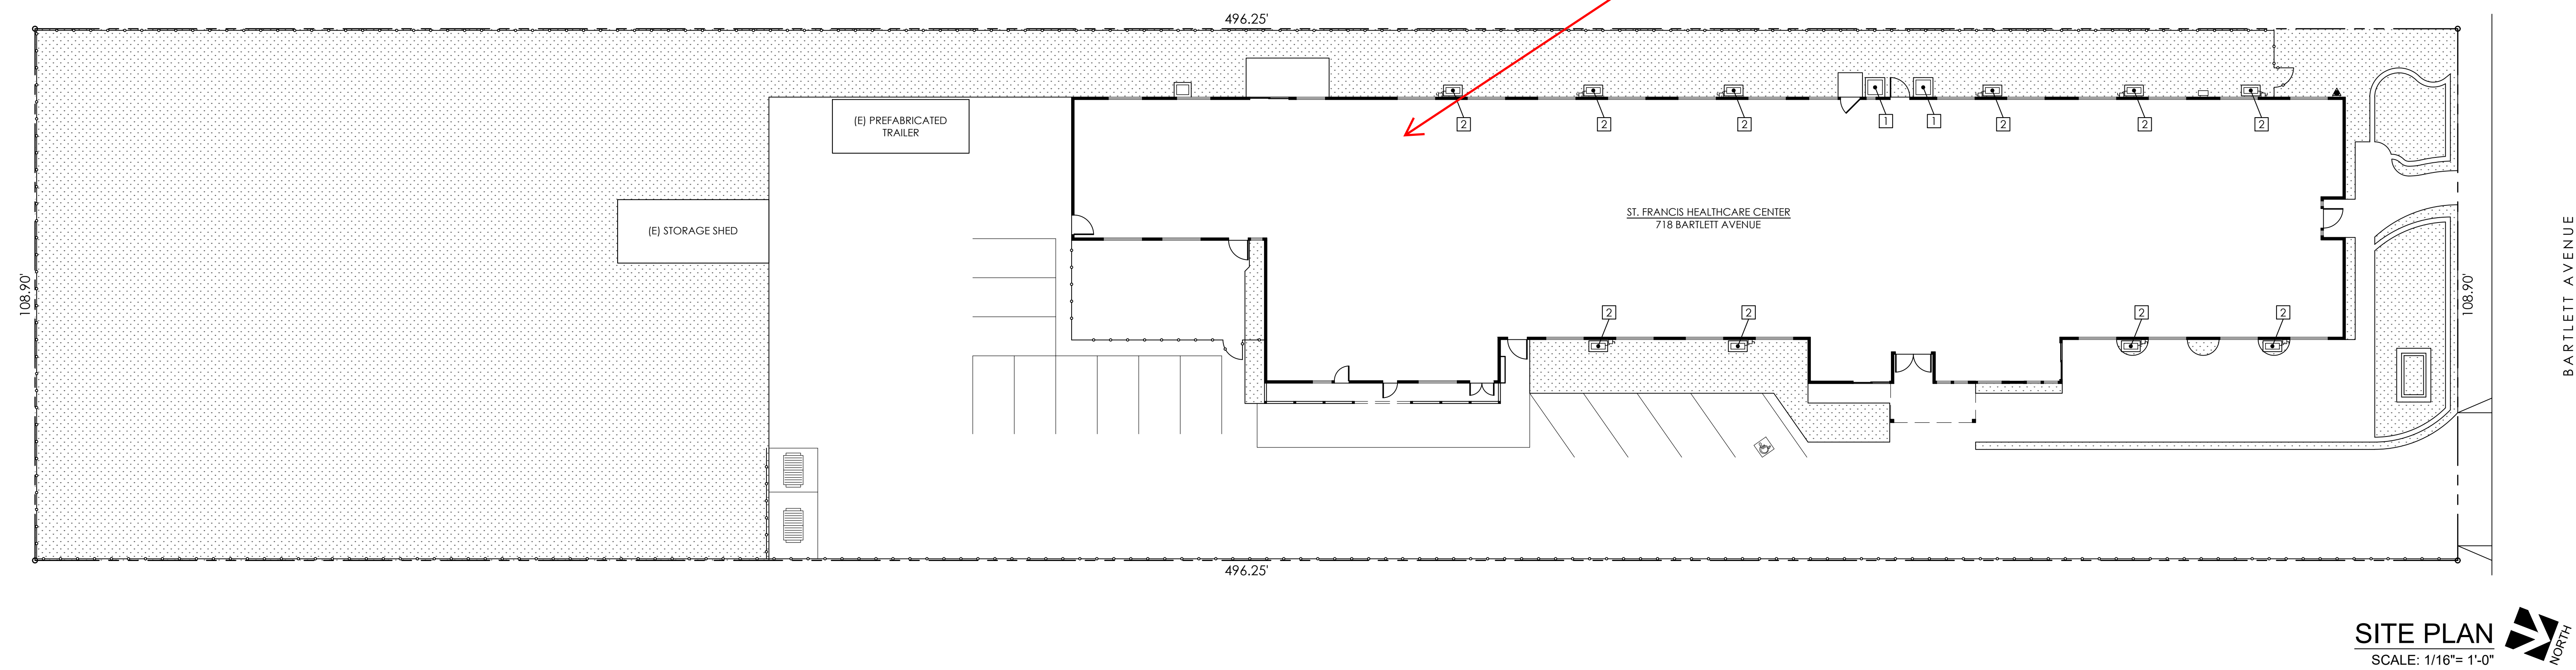 496.25'
(E) PREFABRICATED
TRAILER
2
2
2
1
1
2
2
2
ST. FRANCIS HEALTHCARE CENTER
718 BARTLETT AVENUE
(E) STORAGE SHED
BARTLETT AVENUE
108.90'
108.90'
2
2
2
2
496.25'
SITE PLAN
SCALE: 1/16"= 1'-0"
NORTH